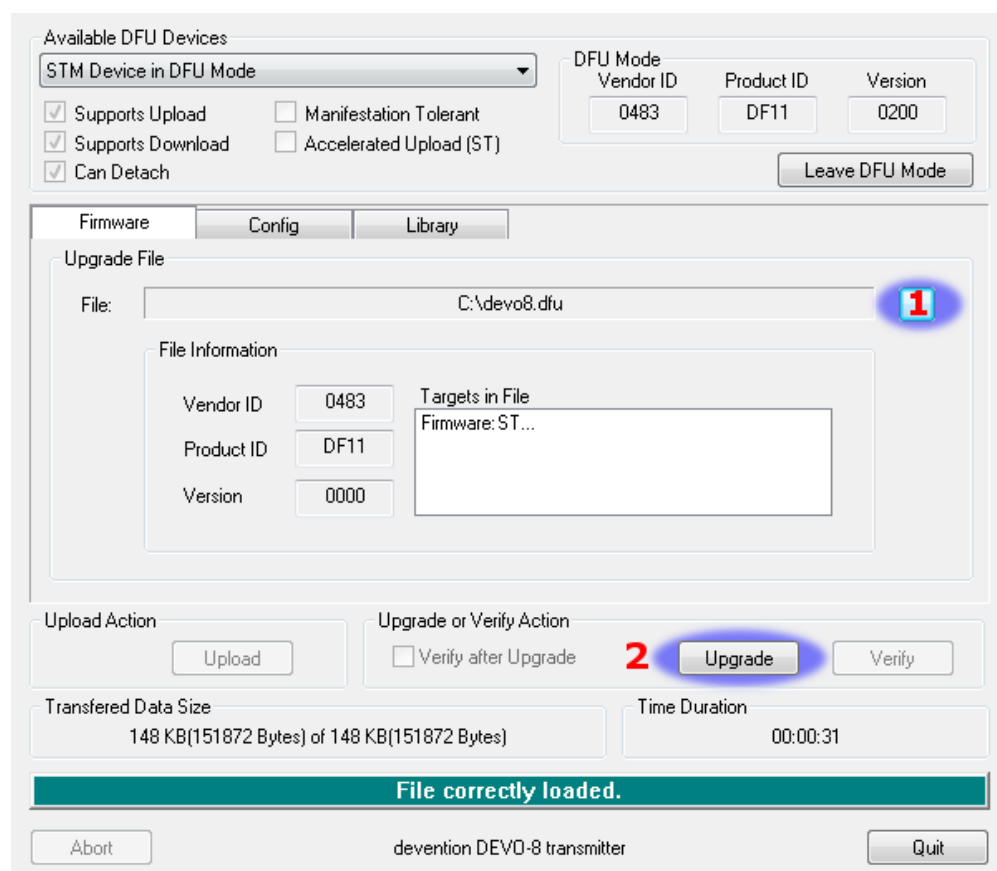 Available DFU Devices
STM Device in DFU Mode
Supports Upload
Manifestation Tolerant
Supports Download
Accelerated Upload (ST)
Can Detach
DFU Mode
Vendor ID Product ID Version
0483 DF11 0200
Leave DFU Mode
Firmware Config Library
Upgrade File
File: C:\devo8.dfu 1
File Information
Vendor ID 0483
Product ID DF11
Version 0000
Targets in File
Firmware: ST...
Upload Action
Upload
Upgrade or Verify Action
Verify after Upgrade 2 Upgrade Verify
Transfered Data Size
148 KB(151872 Bytes) of 148 KB(151872 Bytes)
Time Duration
00:00:31
File correctly loaded.
Abort devention DEVO-8 transmitter Quit